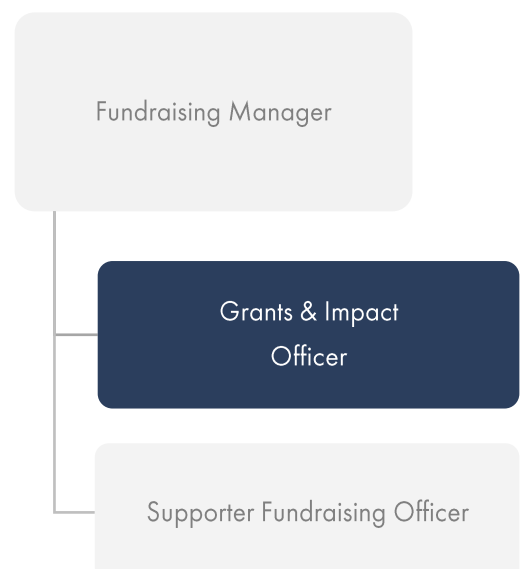 Fundraising Manager
Grants & Impact
Officer
Supporter Fundraising Officer